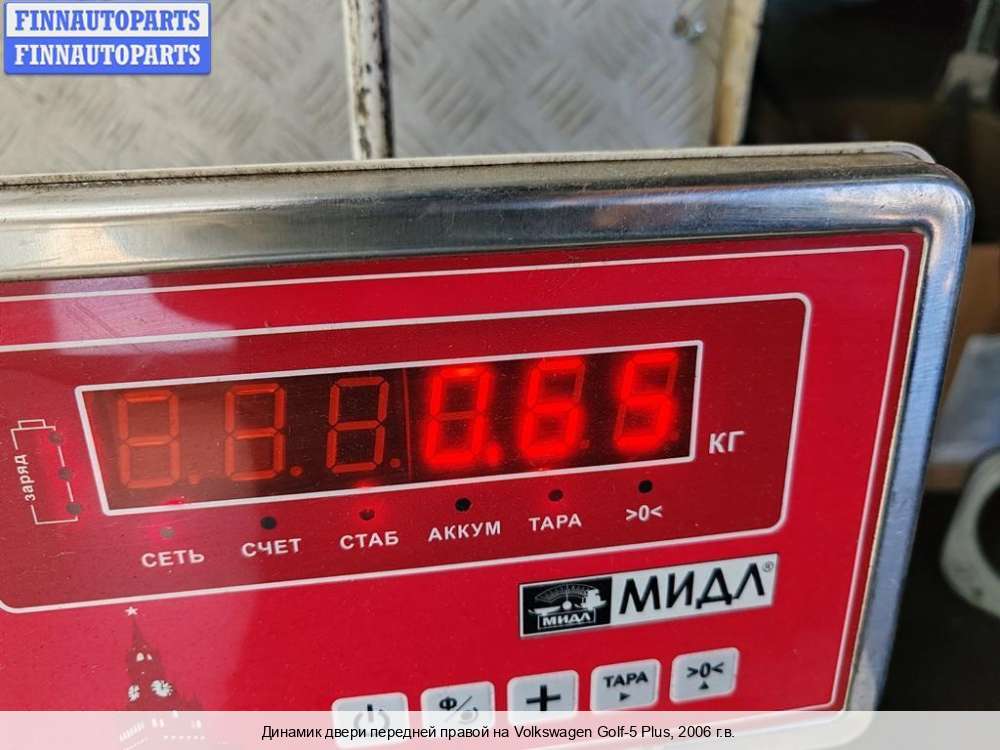 FINNAUTOPARTS
FINNAUTOPARTS
0.65
КГ
заряд
СЕТЬ
СЧЕТ
СТАБ
АККУМ
ТАРА
>0<
МИДЛ
МИДЛ®
Ф/
+
ТАРА
>0<
Динамик двери передней правой на Volkswagen Golf-5 Plus, 2006 г.в.